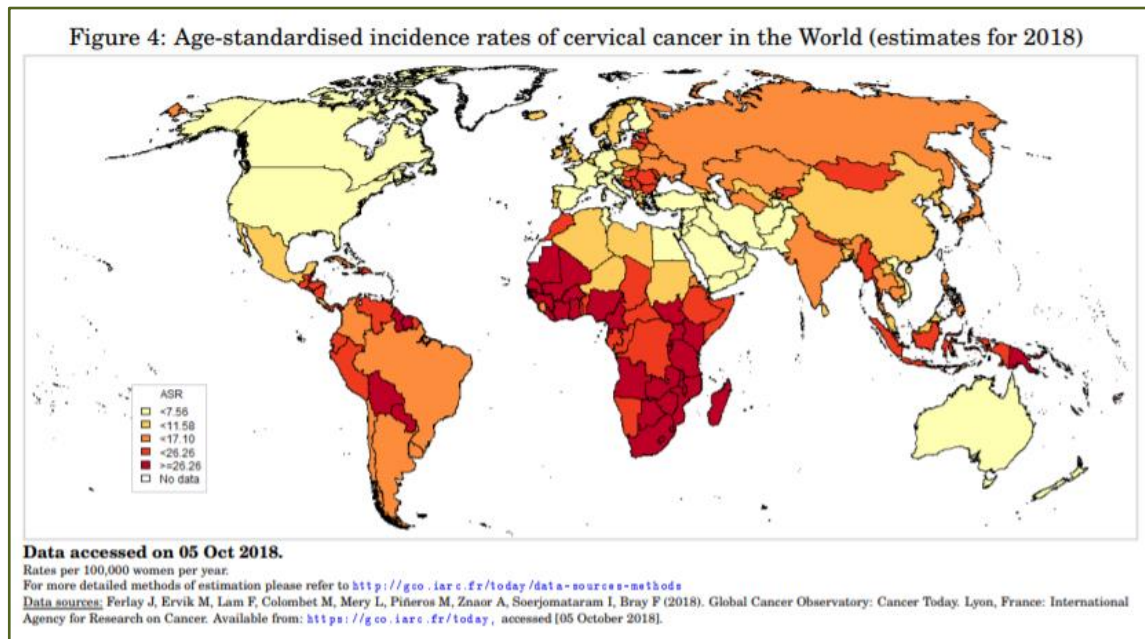 Figure 4: Age-standardised incidence rates of cervical cancer in the World (estimates for 2018)
ASR
<7.56
<11.58
<17.10
<26.26
>=26.26
No data
Data accessed on 05 Oct 2018.
Rates per 100,000 women per year.
For more detailed methods of estimation please refer to http://gco.iarc.fr/today/data-sources-methods
Data sources: Ferlay J, Ervik M, Lam F, Colombet M, Mery L, Piñeros M, Znaor A, Soerjomataram I, Bray F (2018). Global Cancer Observatory: Cancer Today. Lyon, France: International
Agency for Research on Cancer. Available from: https://gco.iarc.fr/today, accessed [05 October 2018].